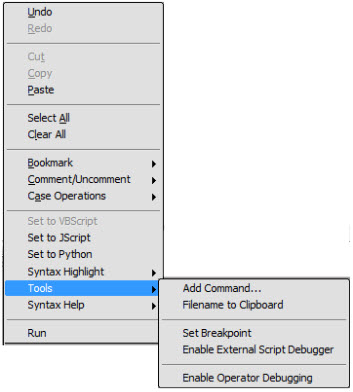 Undo
Redo
Cut
Copy
Paste
Select All
Clear All
Bookmark
Comment/Uncomment
Case Operations
Set to VBScript
Set to JScript
Set to Python
Syntax Highlight
Tools
Syntax Help
Run
Add Command...
Filename to Clipboard
Set Breakpoint
Enable External Script Debugger
Enable Operator Debugging